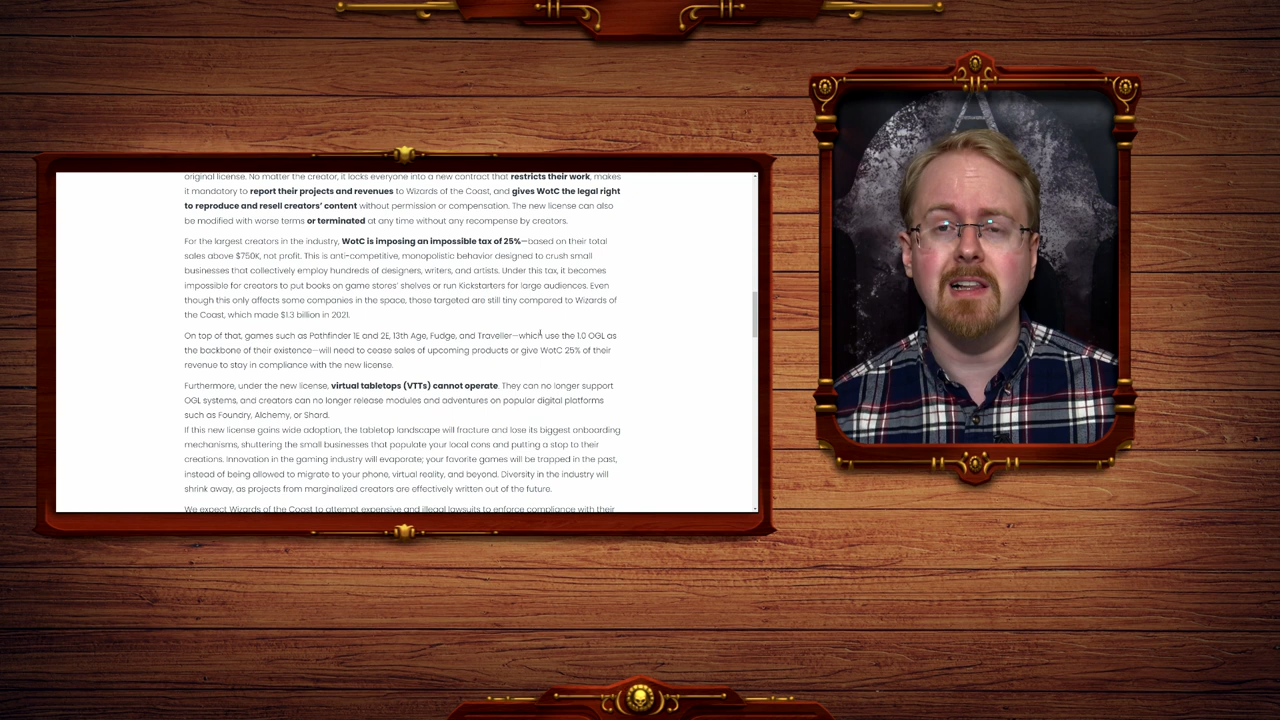 original license. No matter the creator, it locks everyone into a new contract that restricts their work, makes
it mandatory to report their projects and revenues to Wizards of the Coast, and gives WotC the legal right
to reproduce and resell creators' content without permission or compensation. The new license can also
be modified with worse terms or terminated at any time without any recompense by creators.
For the largest creators in the industry, WotC is imposing an impossible tax of 25%—based on their total
sales above $750K, not profit. This is anti-competitive, monopolistic behavior designed to crush small
businesses that collectively employ hundreds of designers, writers, and artists. Under this tax, it becomes
impossible for creators to put books on game stores' shelves or run Kickstarters for large audiences. Even
though this only affects some companies in the space, those targeted are still tiny compared to Wizards of
the Coast, which made $1.3 billion in 2021.
On top of that, games such as Pathfinder 1E and 2E, 13th Age, Fudge, and Traveller—which use the 1.0 OGL as
the backbone of their existence—will need to cease sales of upcoming products or give WotC 25% of their
revenue to stay in compliance with the new license.
Furthermore, under the new license, virtual tabletops (VTTs) cannot operate. They can no longer support
OGL systems, and creators can no longer release modules and adventures on popular digital platforms
such as Foundry, Alchemy, or Shard.
If this new license gains wide adoption, the tabletop landscape will fracture and lose its biggest onboarding
mechanisms, shuttering the small businesses that populate your local cons and putting a stop to their
creations. Innovation in the gaming industry will evaporate; your favorite games will be trapped in the past,
instead of being allowed to migrate to your phone, virtual reality, and beyond. Diversity in the industry will
shrink away, as projects from marginalized creators are effectively written out of the future.
We expect Wizards of the Coast to attempt expensive and illegal lawsuits to enforce compliance with their